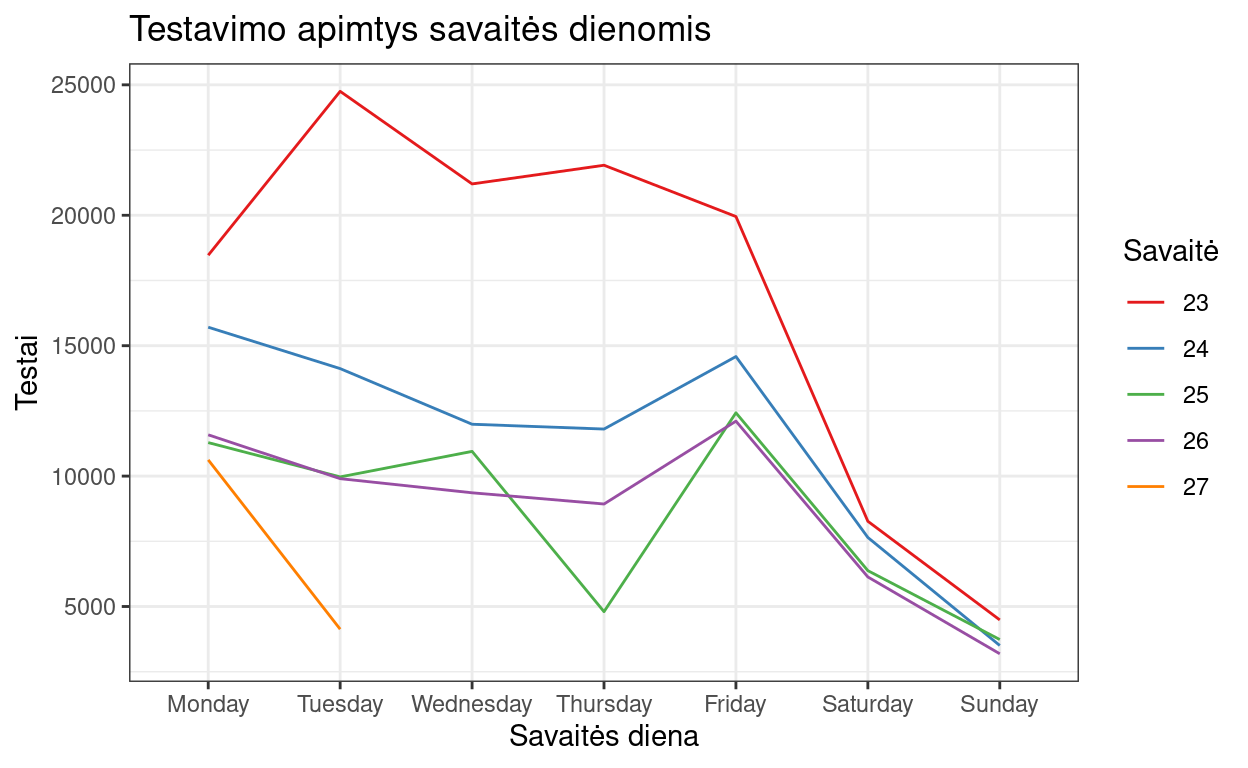 Testavimo apimtys savaitės dienomis
25000
20000
15000
10000
5000
Testai
Monday Tuesday Wednesday Thursday Friday Saturday Sunday
Savaitės diena
Savaitė
23
24
25
26
27